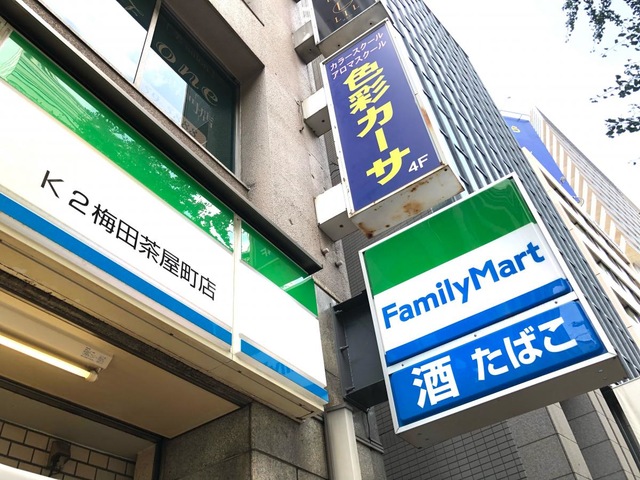 カラースクール
アロマスクール
色彩カーサ
4F
K2梅田茶屋町店
FamilyMart
酒 たばこ